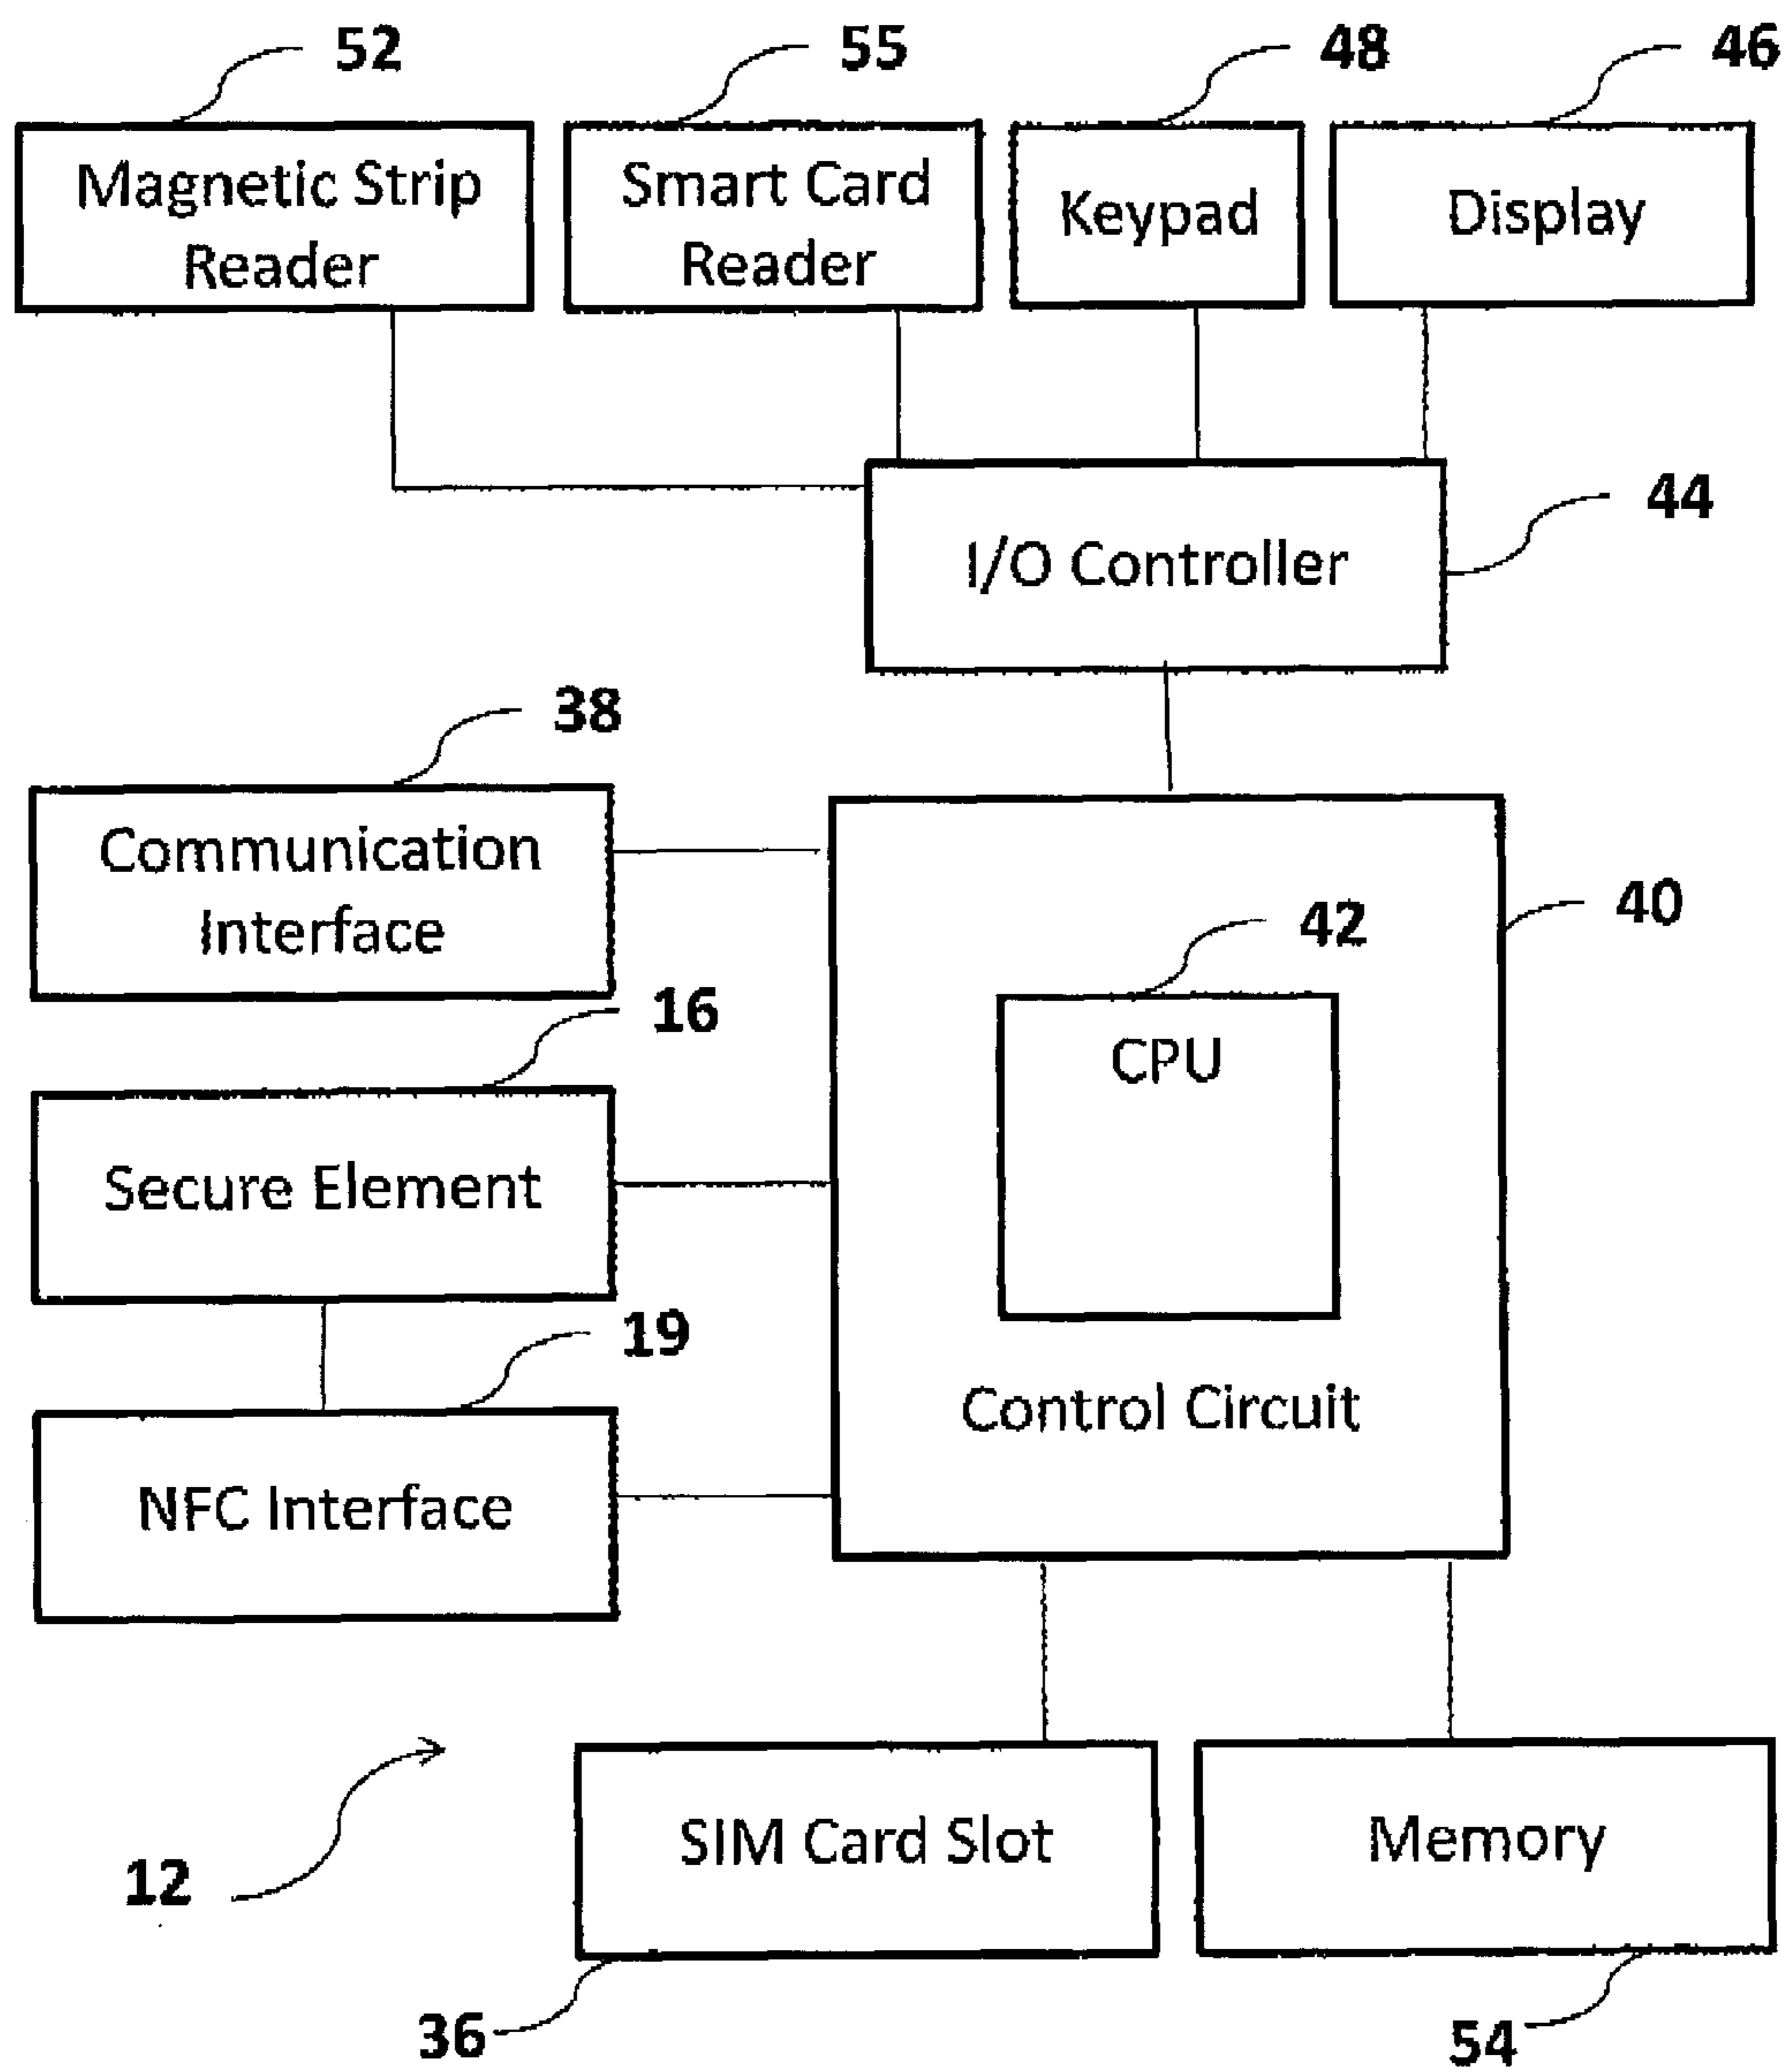 52
55
48
46
Magnetic Strip
Reader
Smart Card
Reader
Keypad
Display
44
I/O Controller
38
Communication
Interface
40
42
CPU
16
Secure Element
19
Control Circuit
NFC Interface
12
SIM Card Slot
Memory
36
54